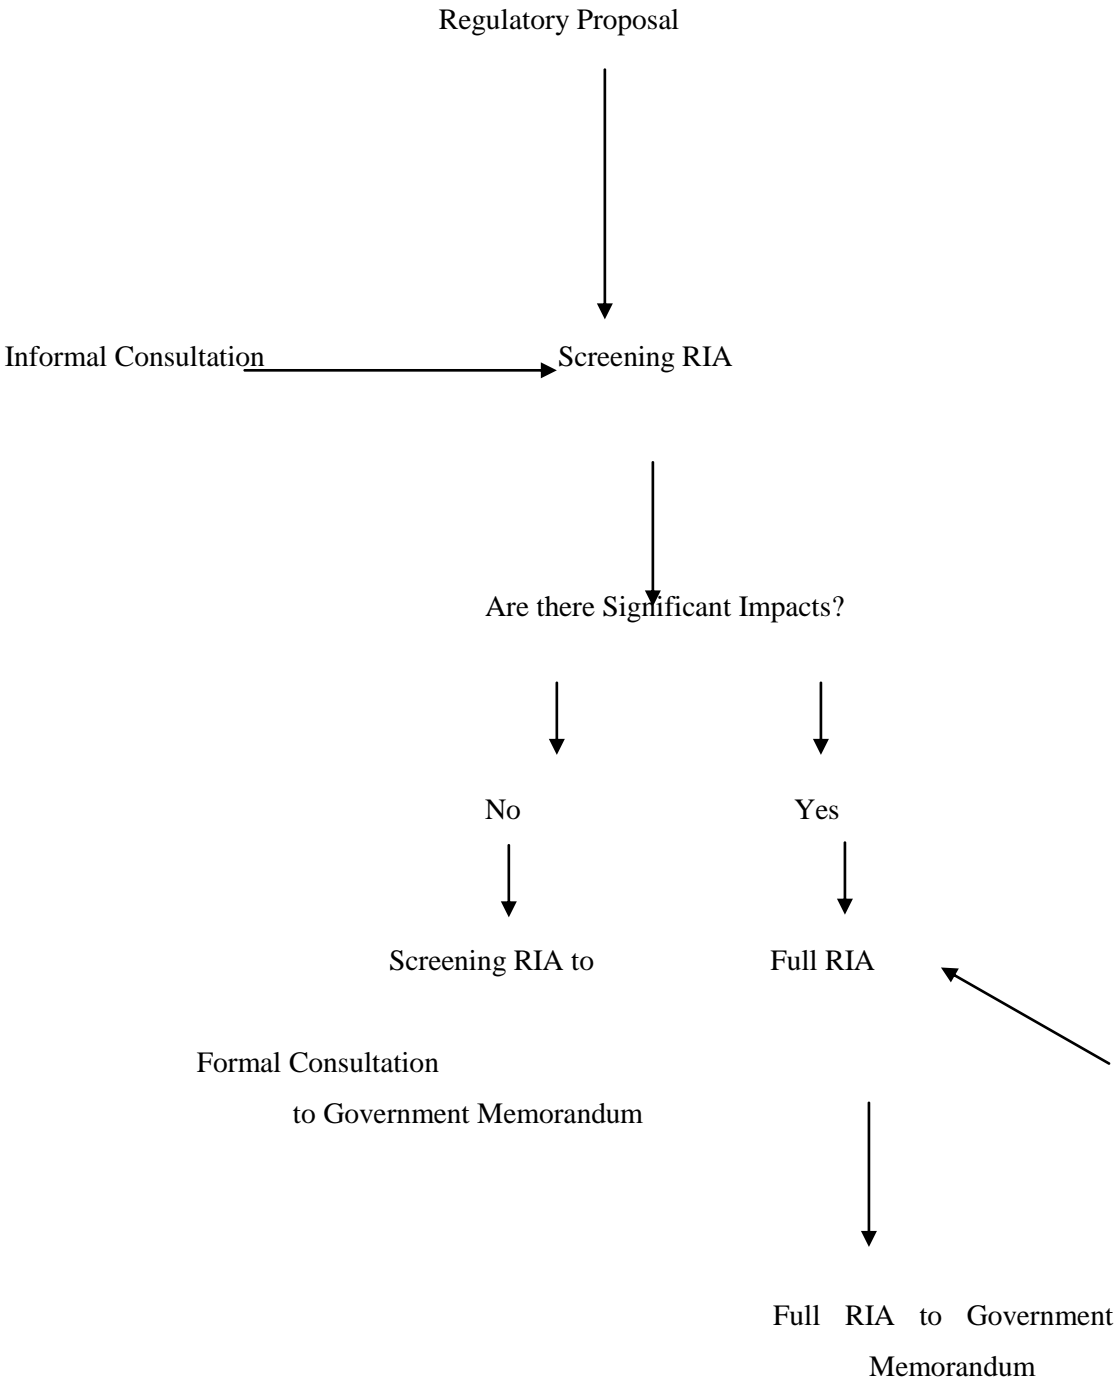 Regulatory Proposal
Informal Consultation
Screening RIA
Are there Significant Impacts?
No
Yes
Screening RIA to
Full RIA
Formal Consultation
to Government Memorandum
Full RIA to Government
Memorandum